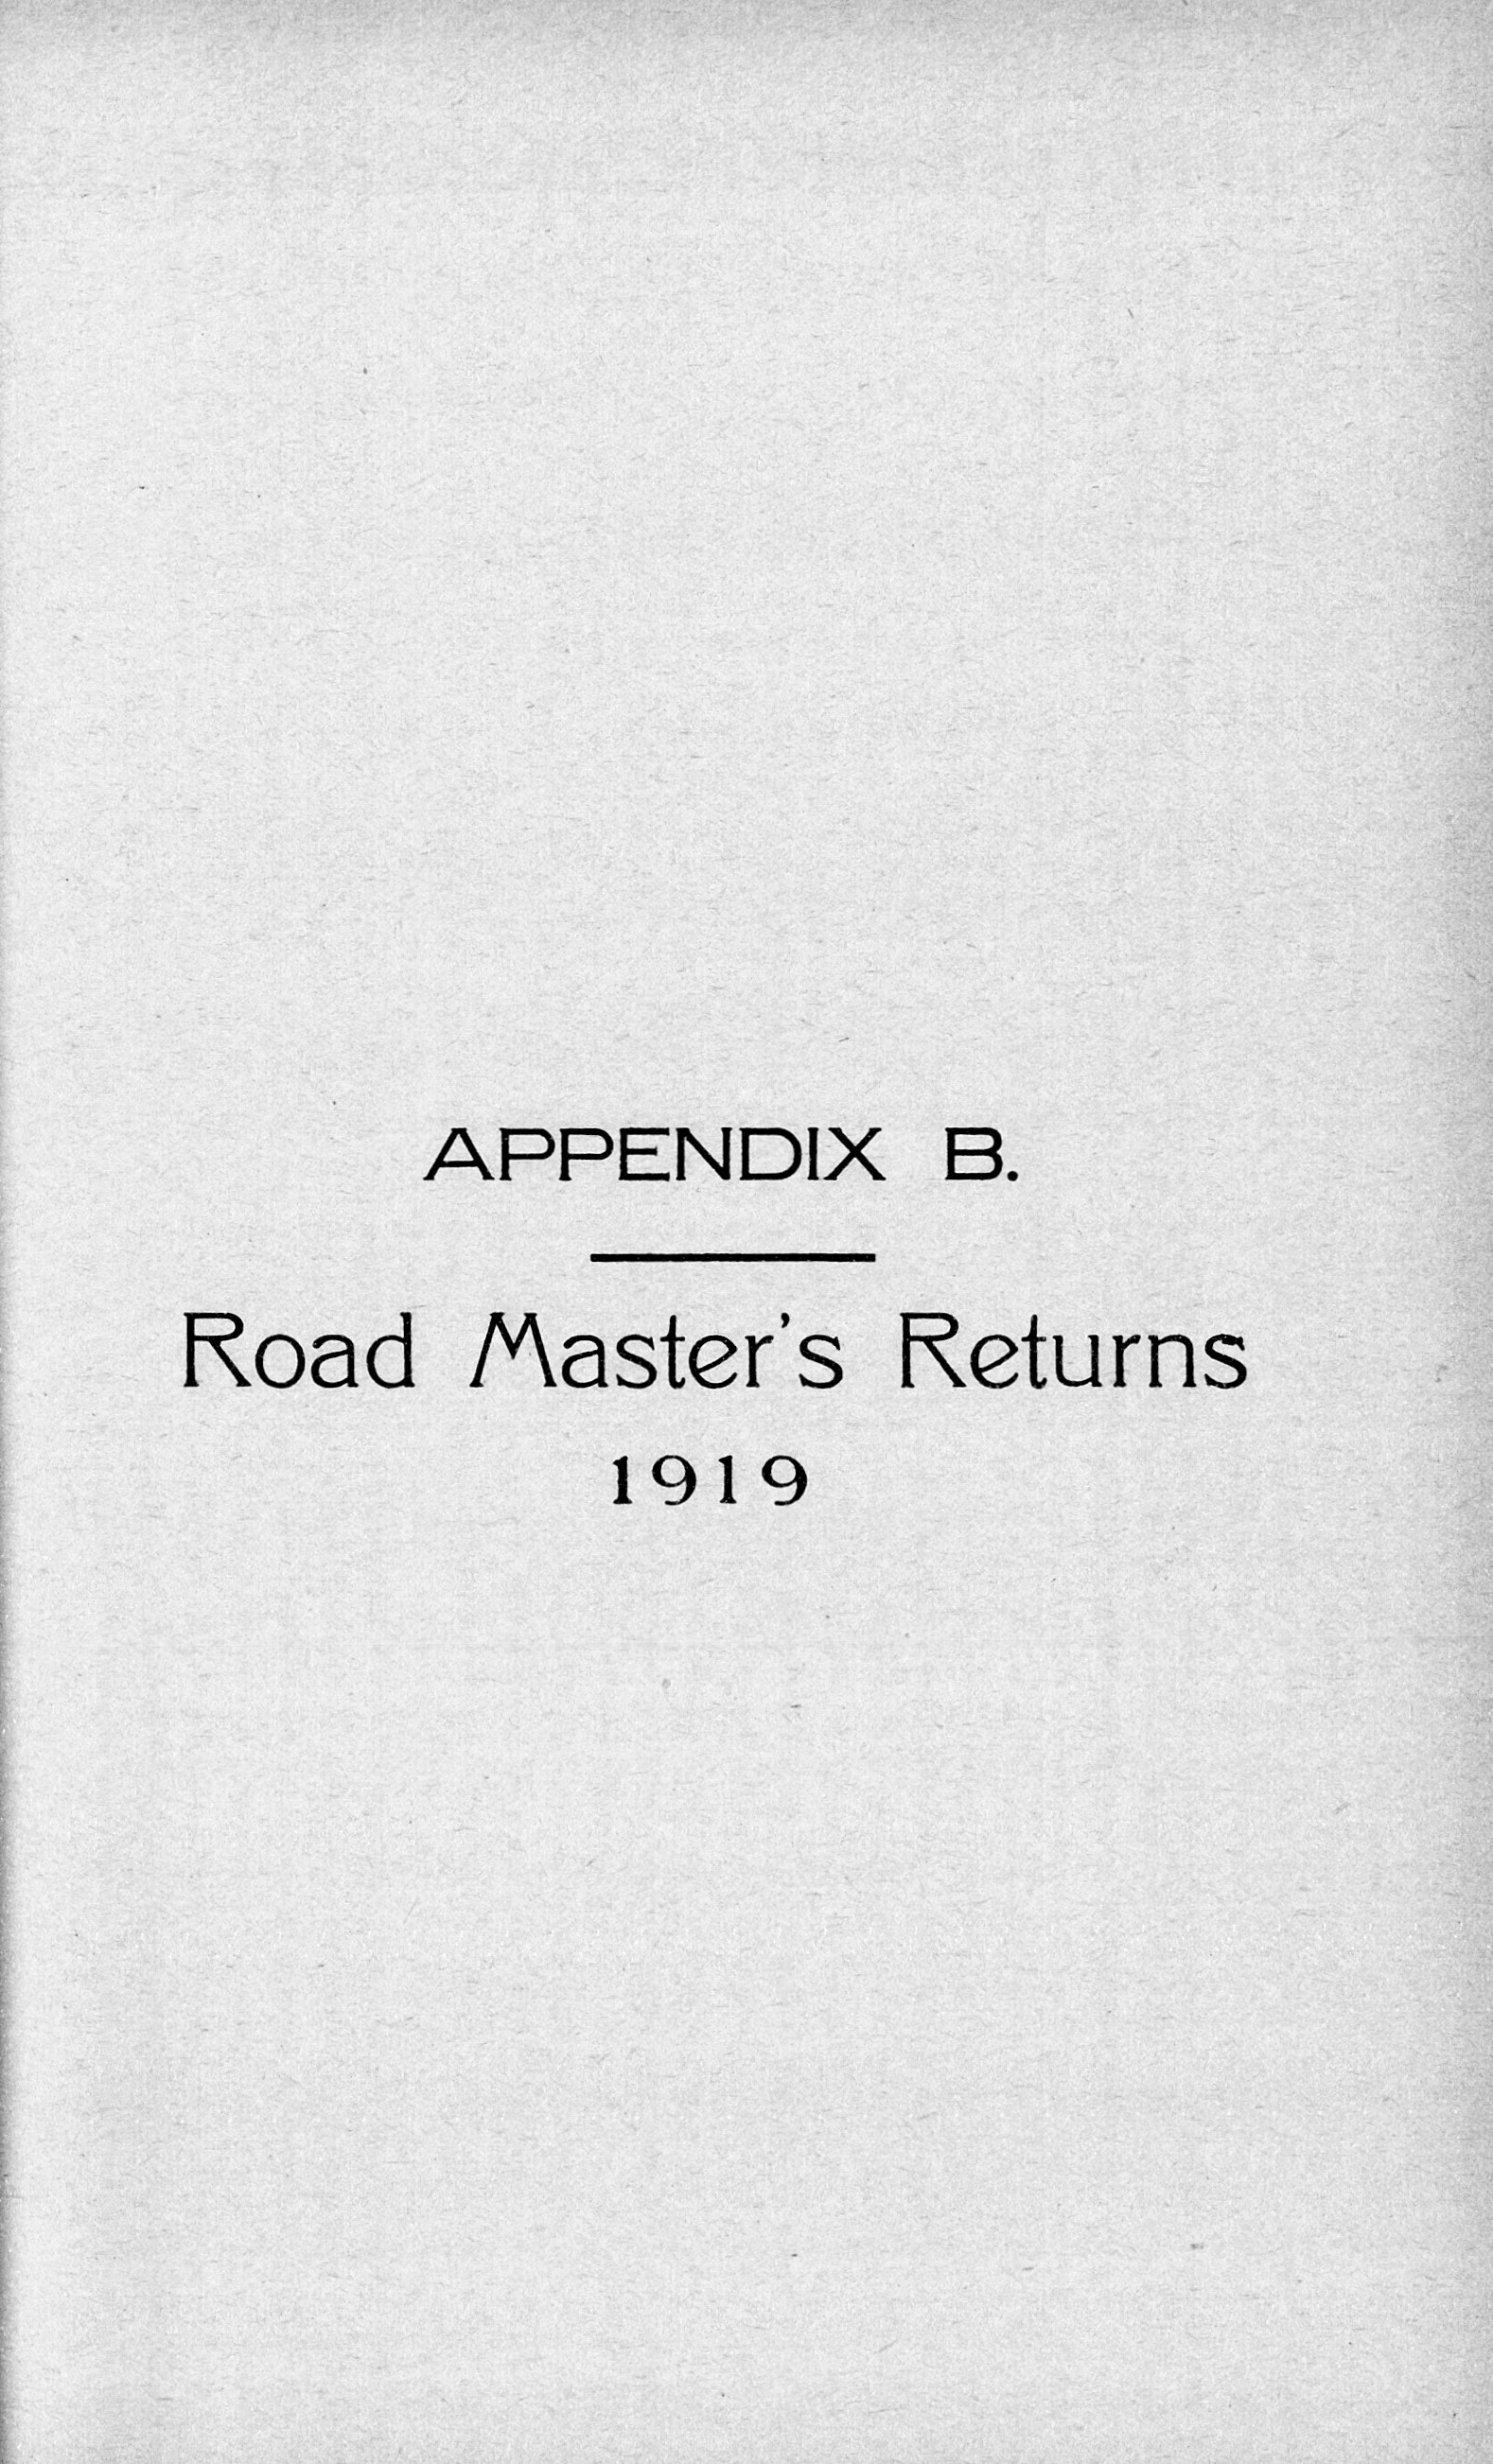 APPENDIX B.
Road Master's Returns
1919